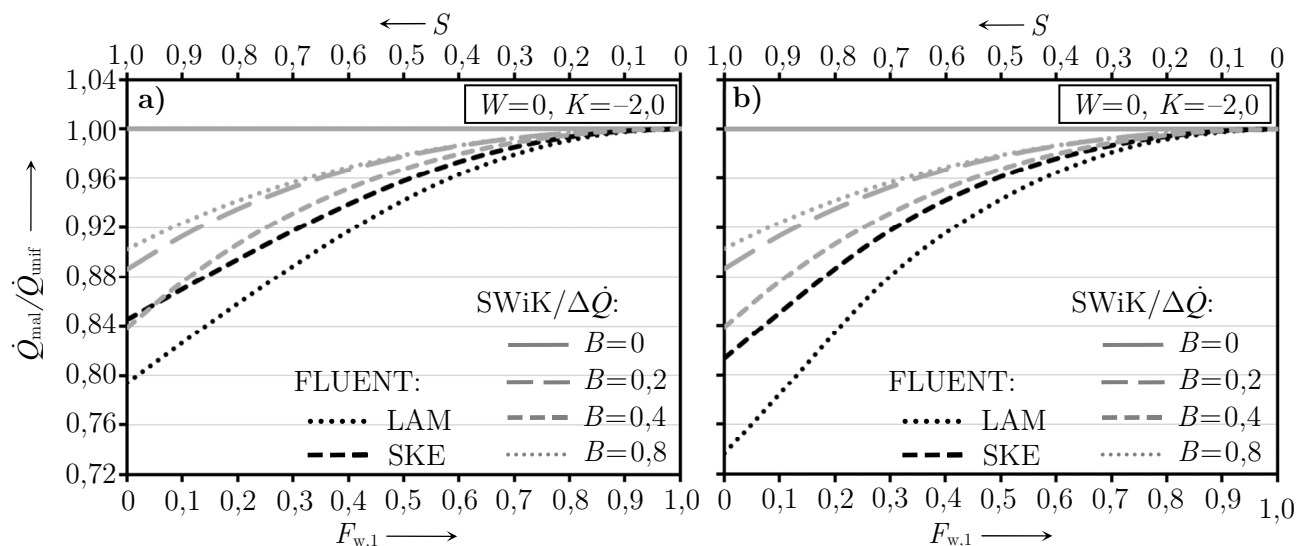 ← S
1,0 0,9 0,8 0,7 0,6 0,5 0,4 0,3 0,2 0,1 0
a)
W=0, K=–2,0
1,04
1,00
0,96
0,92
0,88
0,84
0,80
0,76
0,72
Q̇mal/Q̇unif →
SWiK/ΔQ̇:
B=0
B=0,2
B=0,4
B=0,8
FLUENT:
LAM
SKE
0 0,1 0,2 0,3 0,4 0,5 0,6 0,7 0,8 0,9 1,0
Fw,1 →
← S
1,0 0,9 0,8 0,7 0,6 0,5 0,4 0,3 0,2 0,1 0
b)
W=0, K=–2,0
SWiK/ΔQ̇:
B=0
B=0,2
B=0,4
B=0,8
FLUENT:
LAM
SKE
0 0,1 0,2 0,3 0,4 0,5 0,6 0,7 0,8 0,9 1,0
Fw,1 →